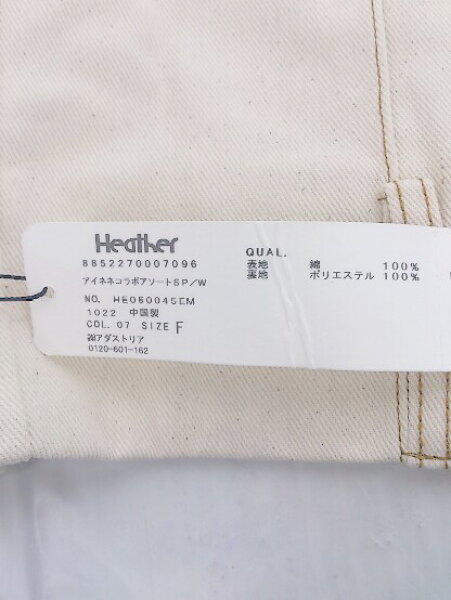 Heather
8852270007096
アイネネコラボアソートSP/W
NO. HE060045EM
1022 中国製
COL. 07 SIZE F
㈱アダストリア
0120-601-162
QUAL.
表地 綿 100%
裏地 ポリエステル 100%